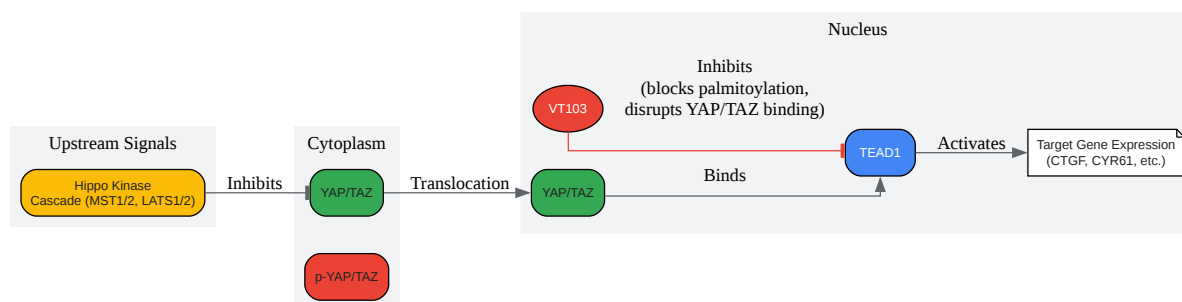 Nucleus
Inhibits
(blocks palmitoylation,
disrupts YAP/TAZ binding)
VT103
Upstream Signals
Cytoplasm
TEAD1
Activates
Target Gene Expression
(CTGF, CYR61, etc.)
Hippo Kinase
Cascade (MST1/2, LATS1/2)
Inhibits
YAP/TAZ
Translocation
YAP/TAZ
Binds
p-YAP/TAZ